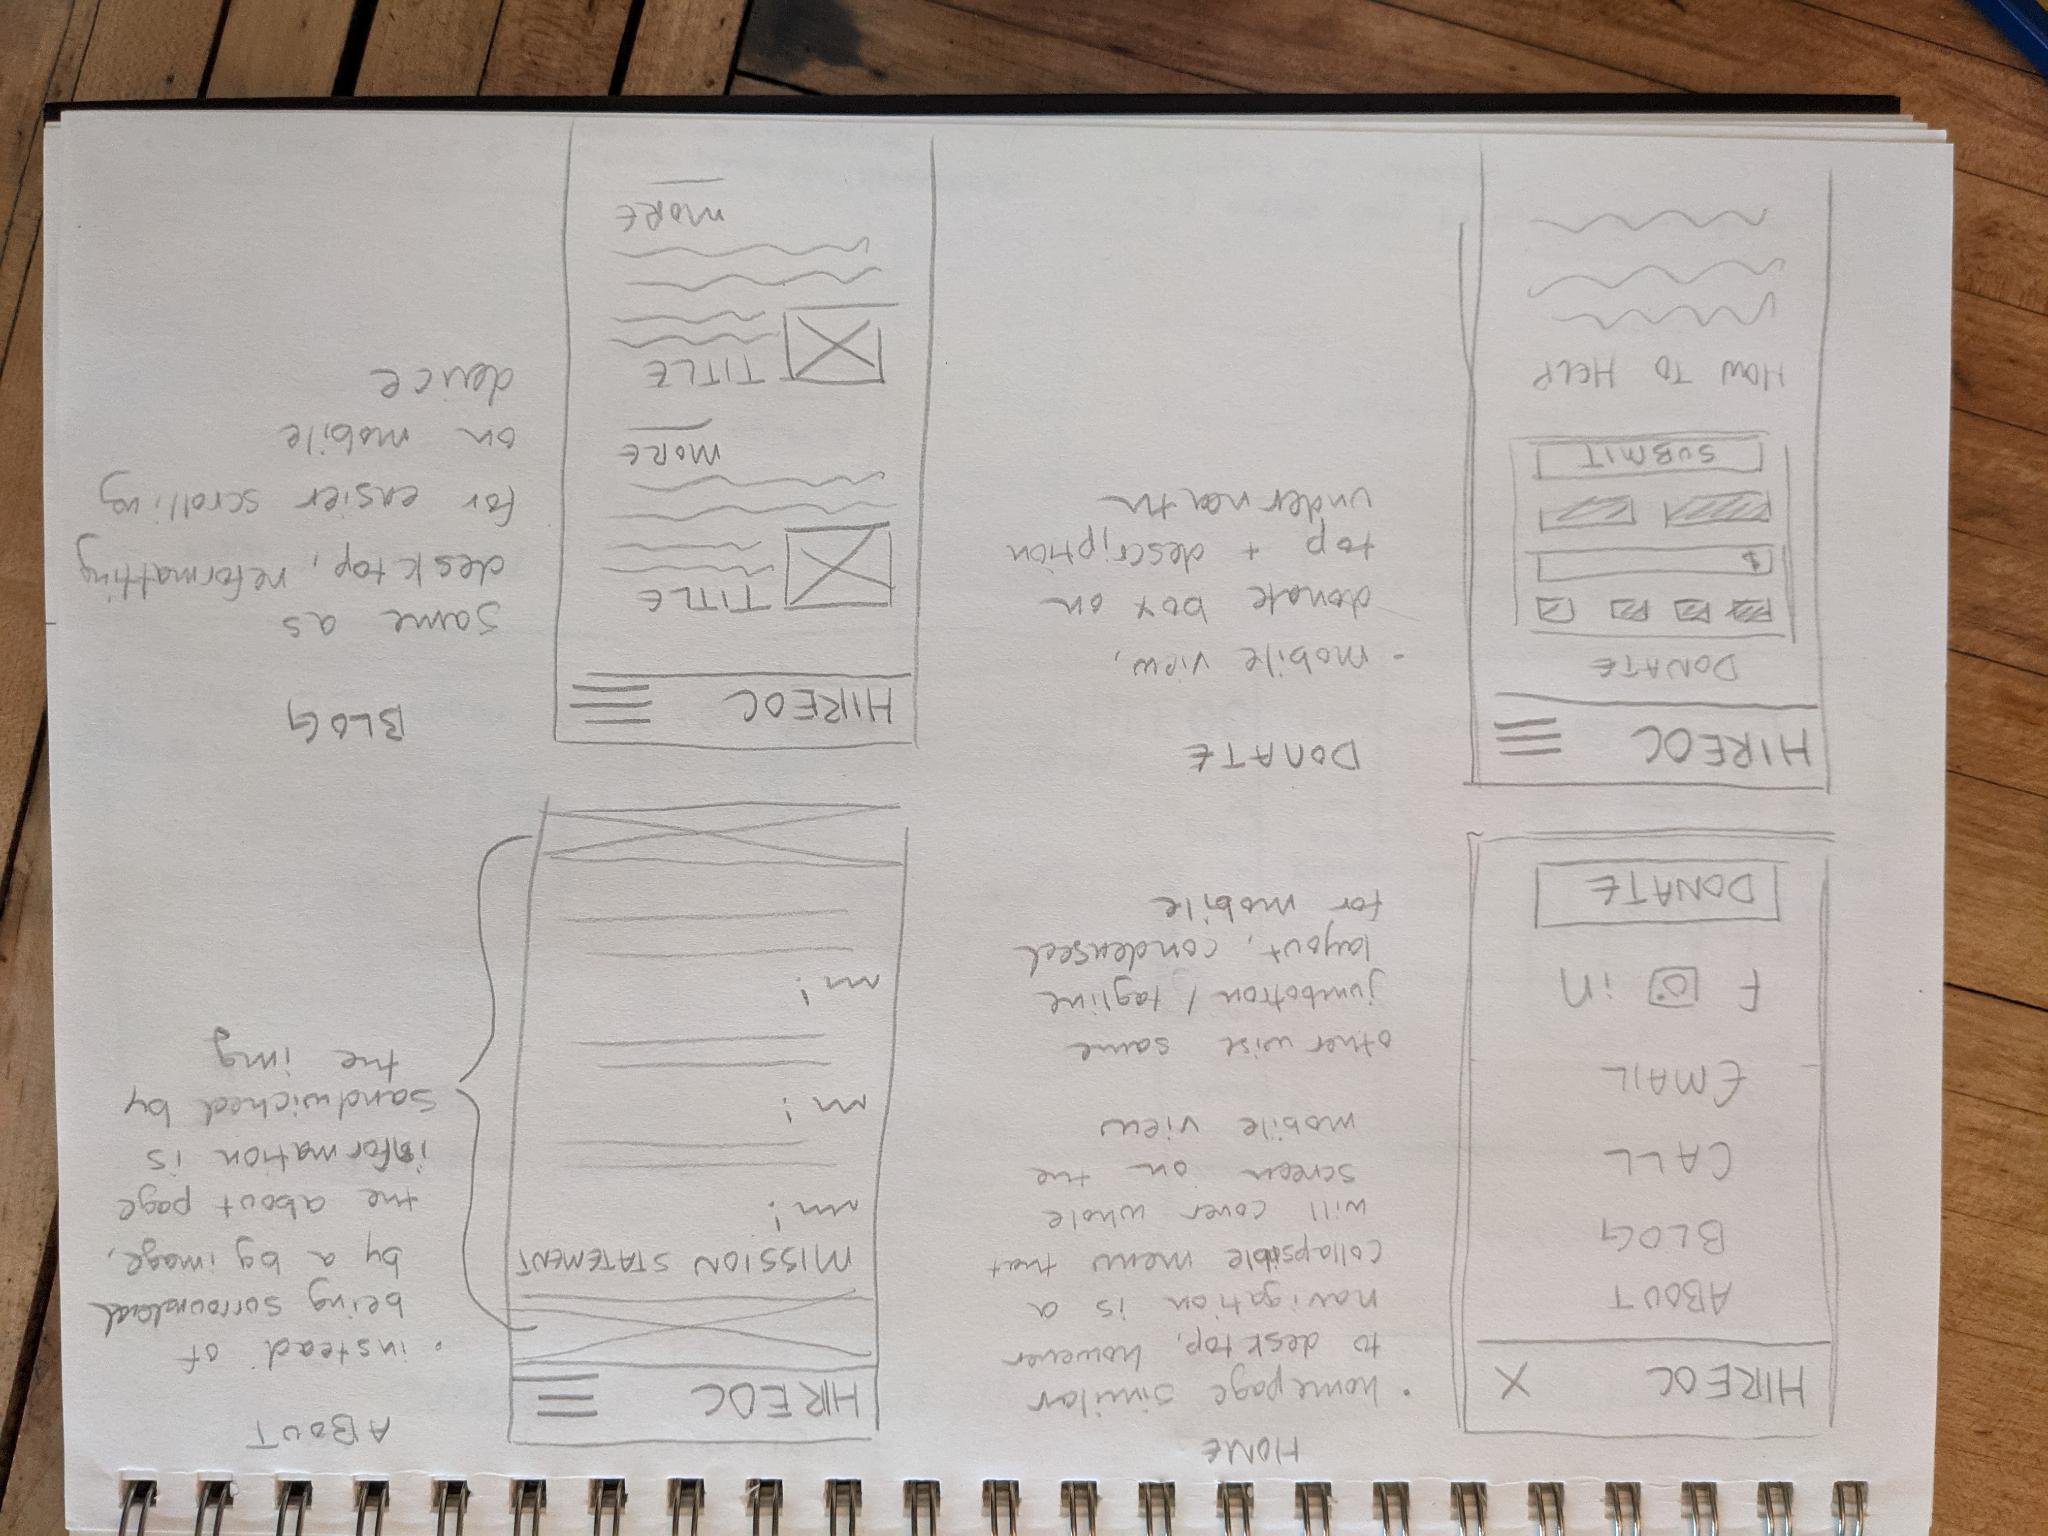 HOME
HIREOC X
ABOUT
BLOG
CALL
EMAIL
f in
DONATE
• homepage similar
to desktop, however
navigation is a
collapsible menu that
will cover whole
screen on the
mobile view
otherwise same
jumbotron / tagline
layout, condensed
for mobile
ABOUT
HIREOC
MISSION STATEMENT
!
!
!
• instead of
being surrounded
by a bg image,
the about page
information is
sandwiched by
the img
DONATE
HIREOC
DONATE
$
SUBMIT
HOW TO HELP
- mobile view,
donate box on
top + description
underneath
BLOG
HIREOC
TITLE
MORE
TITLE
MORE
same as
desktop, reformatting
for easier scrolling
on mobile
device